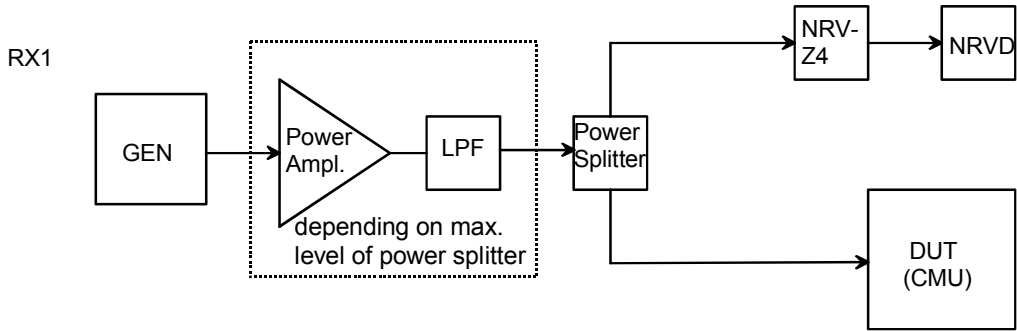 RX1
GEN
Power
Ampl.
LPF
depending on max.
level of power splitter
Power
Splitter
NRV-
Z4
NRVD
DUT
(CMU)